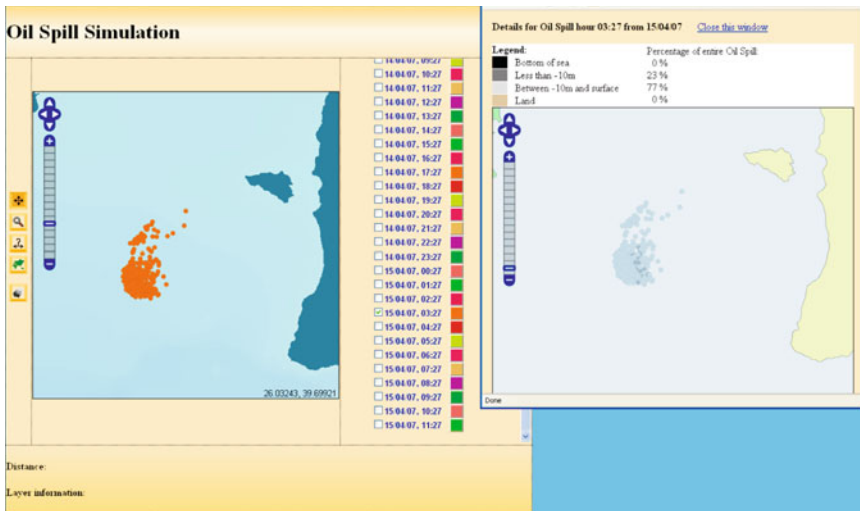 Oil Spill Simulation
14/04/07, 09:27
14/04/07, 10:27
14/04/07, 11:27
14/04/07, 12:27
14/04/07, 13:27
14/04/07, 14:27
14/04/07, 15:27
14/04/07, 16:27
14/04/07, 17:27
14/04/07, 18:27
14/04/07, 19:27
14/04/07, 20:27
14/04/07, 21:27
14/04/07, 22:27
14/04/07, 23:27
15/04/07, 00:27
15/04/07, 01:27
15/04/07, 02:27
15/04/07, 03:27
15/04/07, 04:27
15/04/07, 05:27
15/04/07, 06:27
15/04/07, 07:27
15/04/07, 08:27
15/04/07, 09:27
15/04/07, 10:27
15/04/07, 11:27
26.03243, 39.69921
Distance:
Layer information:
Details for Oil Spill hour 03:27 from 15/04/07 Close this window
Legend: Percentage of entire Oil Spill:
Bottom of sea 0 %
Less than -10m 23 %
Between -10m and surface 77 %
Land 0 %
Done